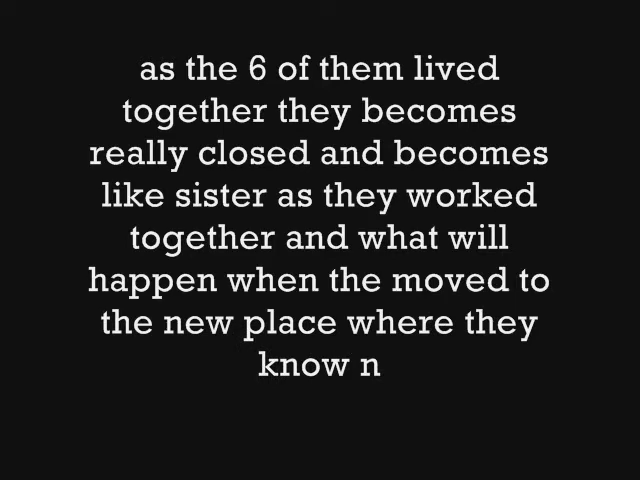 as the 6 of them lived
together they becomes
really closed and becomes
like sister as they worked
together and what will
happen when the moved to
the new place where they
know n